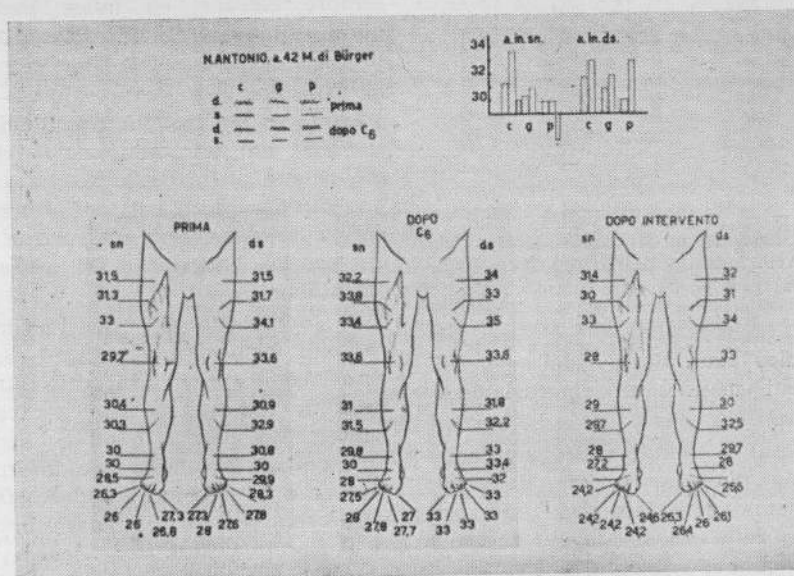 N. ANTONIO. a. 42 M. di Bürger
c g p
d.
s. prima
d.
s. dopo C6
a. in. sn. a. in. ds.
34
32
30
c g p c g p
PRIMA
sn ds
31,5 31,5
31,3 31,7
33 34,1
29,7 33,6
30,4 30,9
30,3 32,9
30 30,8
30 30
28,5 29,9
26,3 28,3
26 26 26,8 27,3 27,3 28 27,6 27,8
DOPO
C6
sn ds
32,2 34
33,8 33
33,4 35
33,6 33,6
31 31,8
31,5 32,2
29,8 33
30 33,4
28 32
27,5 33
26 27,8 27,7 27 33 33 33 33
DOPO INTERVENTO
sn ds
31,4 32
30 31
33 34
29 33
29 30
29,7 32,5
28 29,7
27,2 28
24,2 25,5
24,2 24,2 24,2 24,6 26,3 26,4 26 26,1